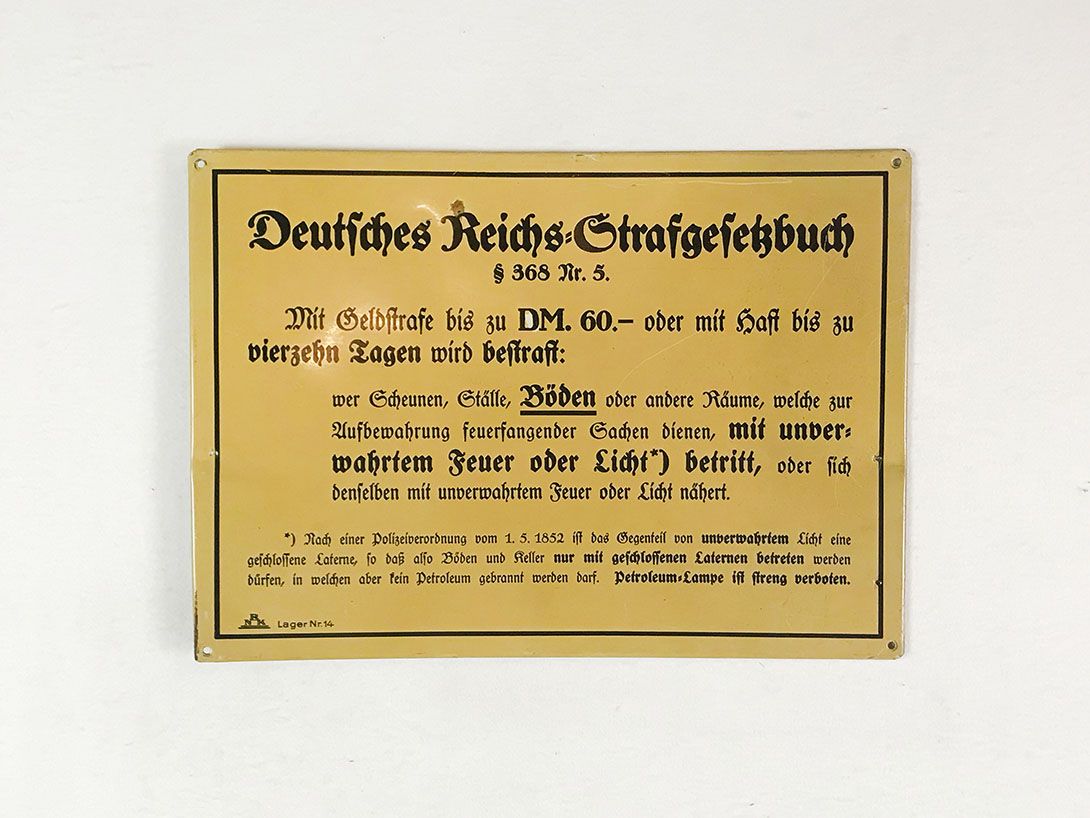 Deutsches Reichs-Strafgesetzbuch
§ 368 Nr. 5.
Mit Geldstrafe bis zu DM. 60.– oder mit Haft bis zu
vierzehn Tagen wird bestraft:
wer Scheunen, Ställe, Böden oder andere Räume, welche zur
Aufbewahrung feuerfangender Sachen dienen, mit unver-
wahrtem Feuer oder Licht*) betritt, oder sich
denselben mit unverwahrtem Feuer oder Licht nähert.
*) Nach einer Polizeiverordnung vom 1. 5. 1852 ist das Gegenteil von unverwahrtem Licht eine
geschlossene Laterne, so daß also Böden und Keller nur mit geschlossenen Laternen betreten werden
dürfen, in welchen aber kein Petroleum gebrannt werden darf. Petroleum-Lampe ist streng verboten.
NBK Lager Nr. 14